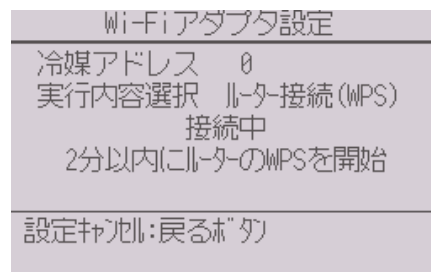 Wi-Fiアダプタ設定
冷媒アドレス 0
実行内容選択 ﾙｰﾀｰ接続(WPS)
接続中
2分以内にﾙｰﾀｰのWPSを開始
設定ｷｬﾝｾﾙ:戻るﾎﾞﾀﾝ